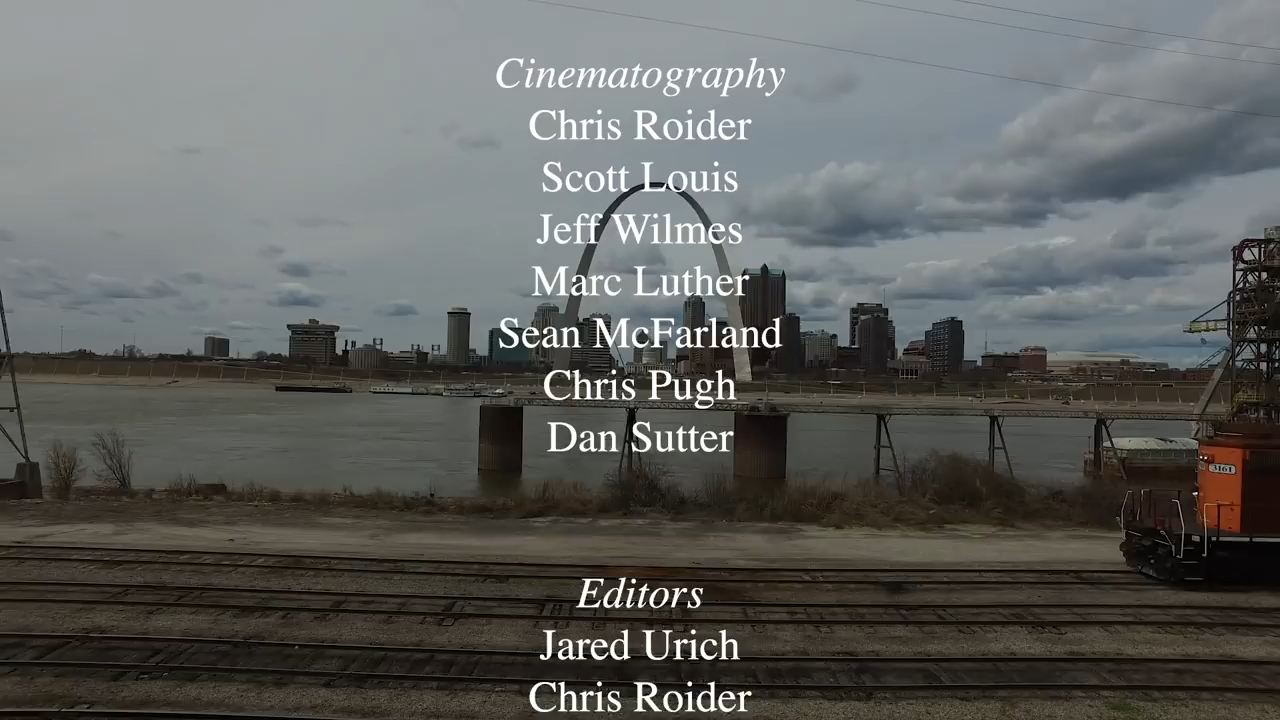 Cinematography
Chris Roider
Scott Louis
Jeff Wilmes
Marc Luther
Sean McFarland
Chris Pugh
Dan Sutter
3161
Editors
Jared Urich
Chris Roider